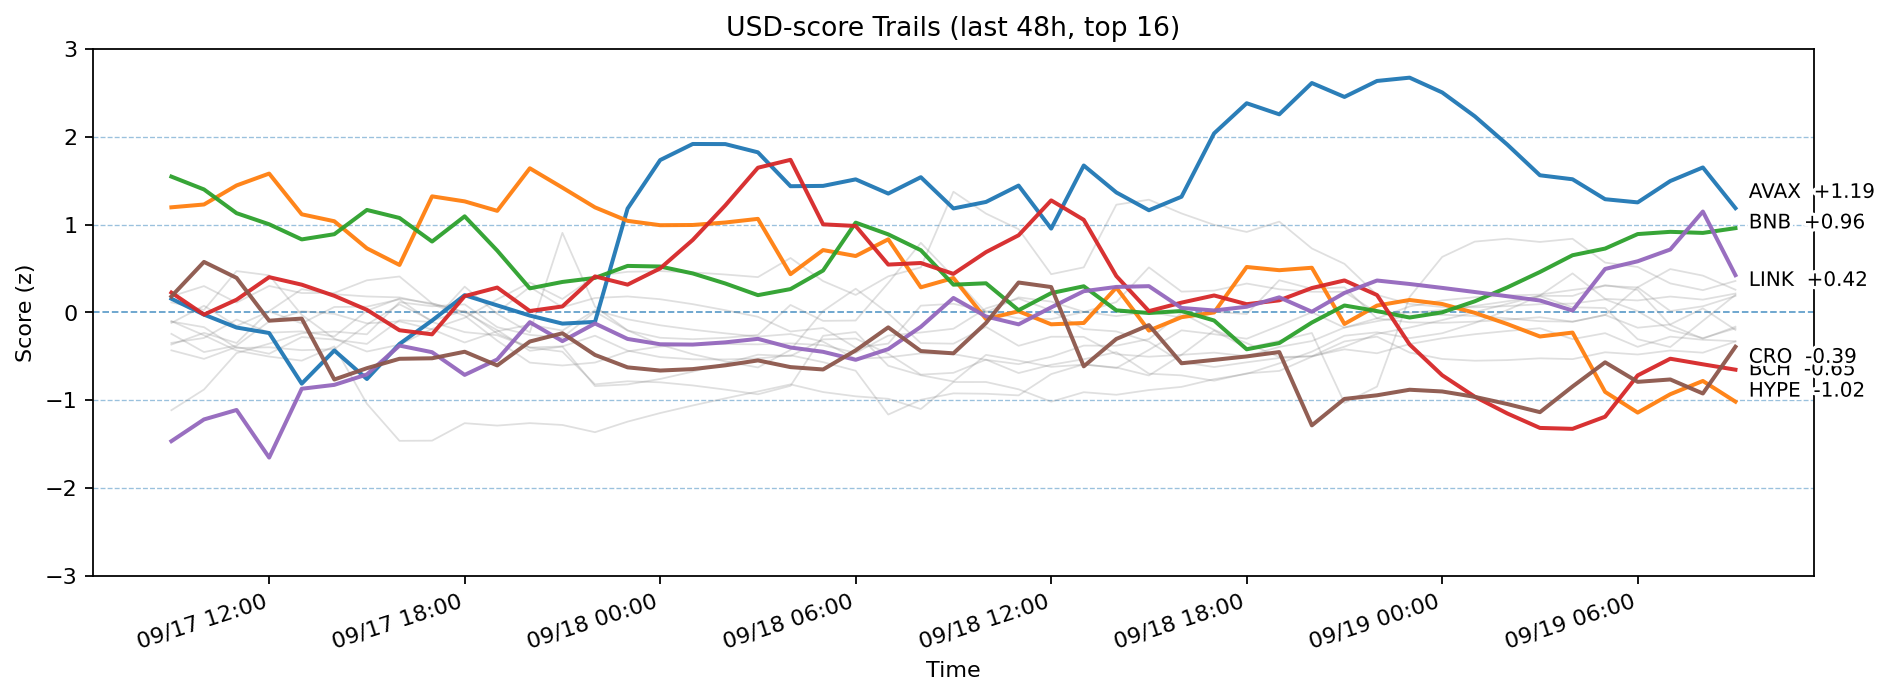 USD-score Trails (last 48h, top 16)
Score (z)
3
2
1
0
−1
−2
−3
AVAX +1.19
BNB +0.96
LINK +0.42
CRO -0.39
BCH -0.65
HYPE -1.02
09/17 12:00
09/17 18:00
09/18 00:00
09/18 06:00
09/18 12:00
09/18 18:00
09/19 00:00
09/19 06:00
Time